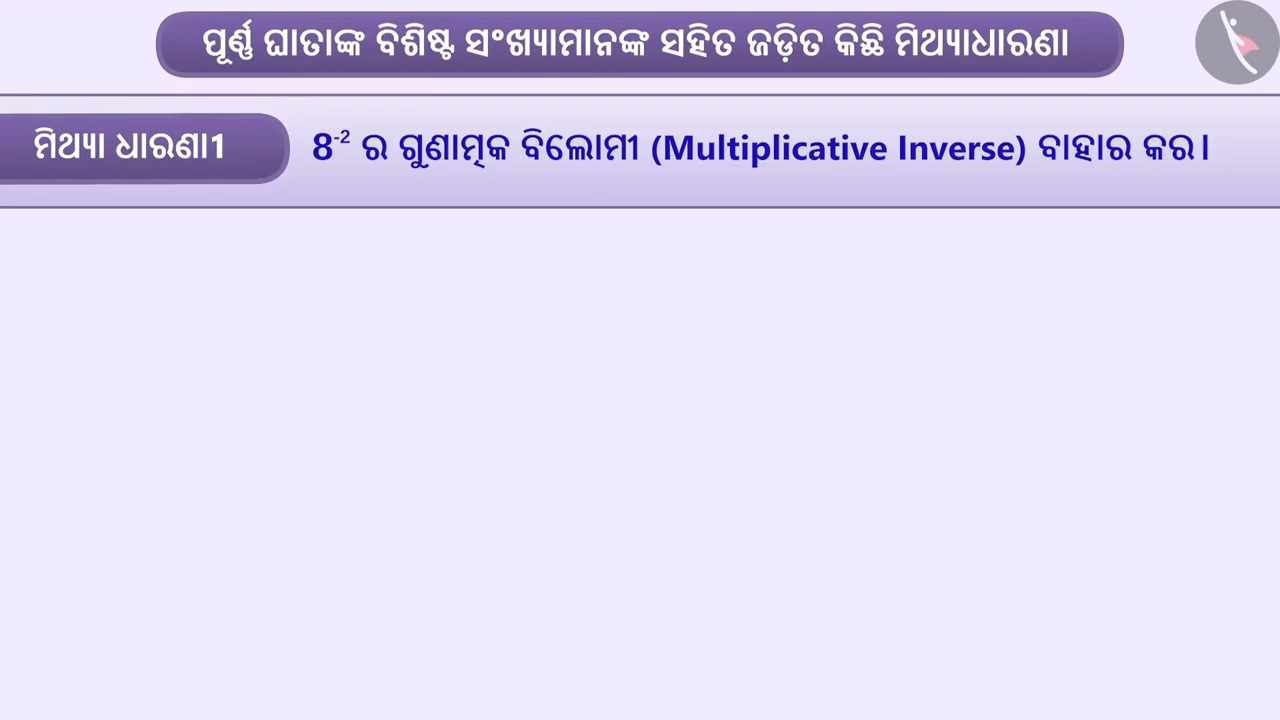 ପୂର୍ଣ୍ଣ ଘାତାଙ୍କ ବିଶିଷ୍ଟ ସଂଖ୍ୟାମାନଙ୍କ ସହିତ ଜଡ଼ିତ କିଛି ମିଥ୍ୟାଧାରଣା
ମିଥ୍ୟା ଧାରଣା1 8⁻² ର ଗୁଣାତ୍ମକ ବିଲୋମୀ (Multiplicative Inverse) ବାହାର କର।